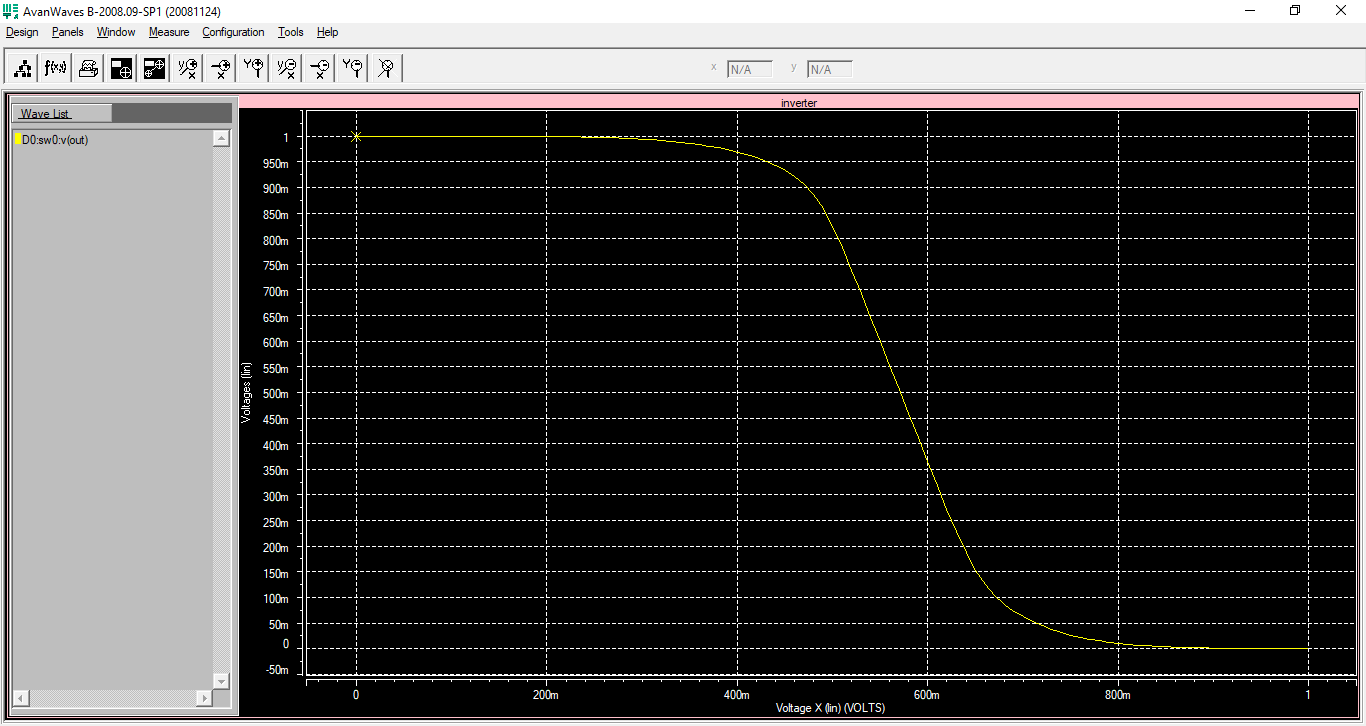 AvanWaves B-2008.09-SP1 (20081124)
Design Panels Window Measure Configuration Tools Help
f(x) x N/A y N/A
Wave List
D0:sw0:v(out)
inverter
1
950m
900m
850m
800m
750m
700m
650m
600m
550m
500m
450m
400m
350m
300m
250m
200m
150m
100m
50m
0
-50m
Voltages (lin)
0 200m 400m 600m 800m 1
Voltage X (lin) (VOLTS)